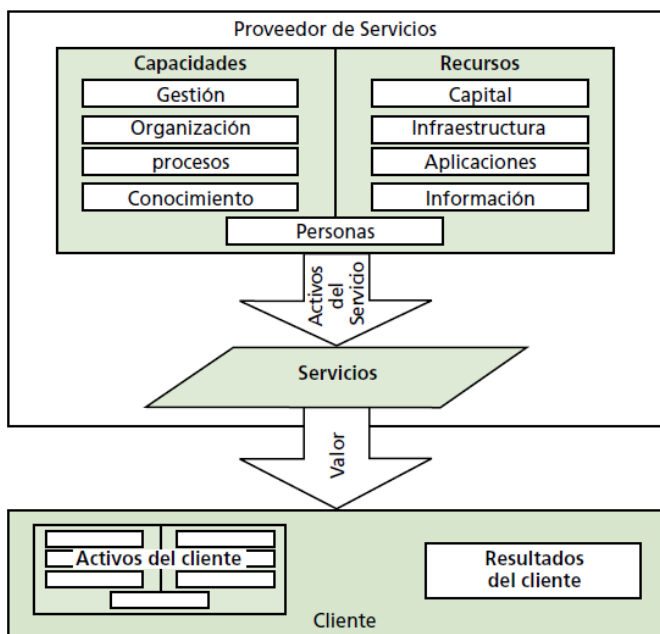 Proveedor de Servicios
Capacidades
Recursos
Gestión
Capital
Organización
Infraestructura
procesos
Aplicaciones
Conocimiento
Información
Personas
Activos
del
Servicio
Servicios
Valor
Activos del cliente
Resultados
del cliente
Cliente